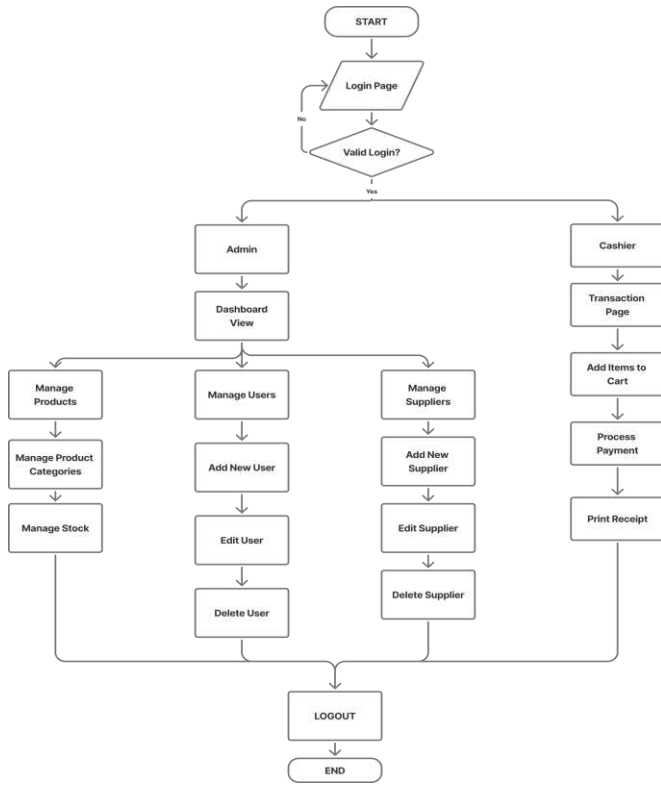 START
Login Page
No
Valid Login?
Yes
Admin
Cashier
Dashboard
View
Transaction
Page
Manage
Products
Manage Users
Manage
Suppliers
Add Items to
Cart
Manage Product
Categories
Add New User
Add New
Supplier
Process
Payment
Manage Stock
Edit User
Edit Supplier
Print Receipt
Delete User
Delete Supplier
LOGOUT
END